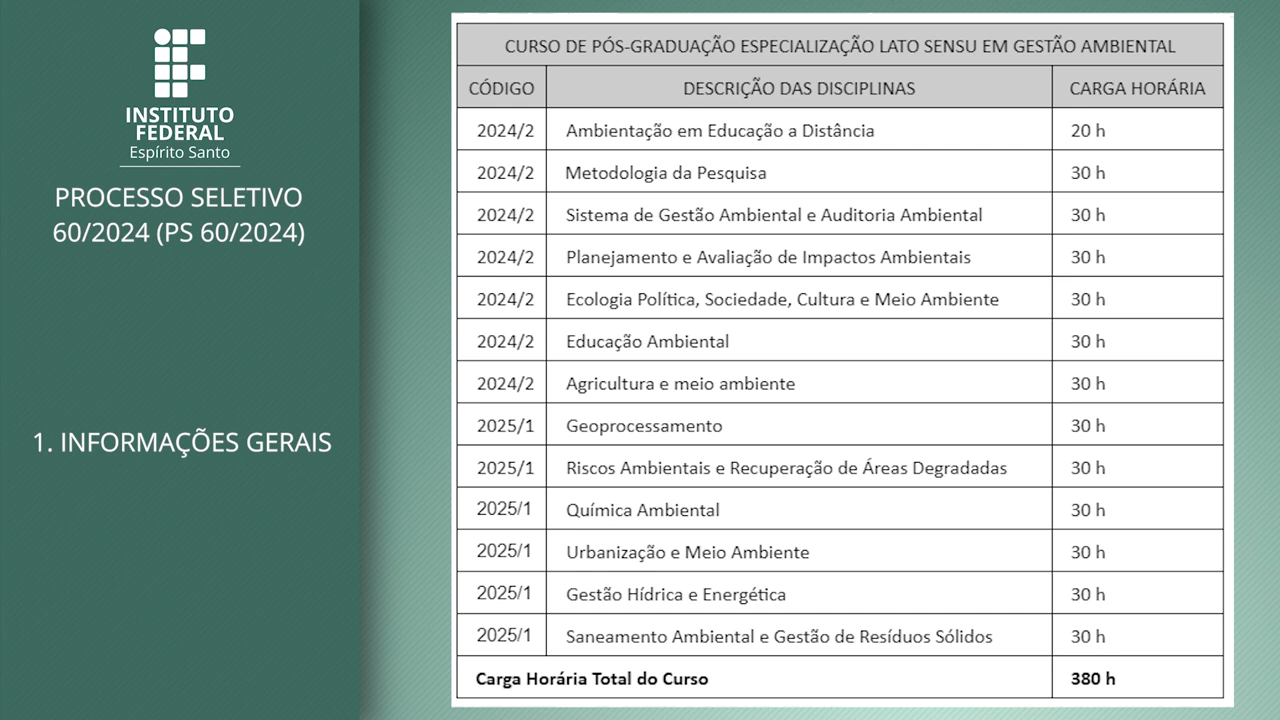 INSTITUTO
FEDERAL
Espírito Santo
PROCESSO SELETIVO
60/2024 (PS 60/2024)
1. INFORMAÇÕES GERAIS
CURSO DE PÓS-GRADUAÇÃO ESPECIALIZAÇÃO LATO SENSU EM GESTÃO AMBIENTAL
CÓDIGO DESCRIÇÃO DAS DISCIPLINAS CARGA HORÁRIA
2024/2 Ambientação em Educação a Distância 20 h
2024/2 Metodologia da Pesquisa 30 h
2024/2 Sistema de Gestão Ambiental e Auditoria Ambiental 30 h
2024/2 Planejamento e Avaliação de Impactos Ambientais 30 h
2024/2 Ecologia Política, Sociedade, Cultura e Meio Ambiente 30 h
2024/2 Educação Ambiental 30 h
2024/2 Agricultura e meio ambiente 30 h
2025/1 Geoprocessamento 30 h
2025/1 Riscos Ambientais e Recuperação de Áreas Degradadas 30 h
2025/1 Química Ambiental 30 h
2025/1 Urbanização e Meio Ambiente 30 h
2025/1 Gestão Hídrica e Energética 30 h
2025/1 Saneamento Ambiental e Gestão de Resíduos Sólidos 30 h
Carga Horária Total do Curso 380 h